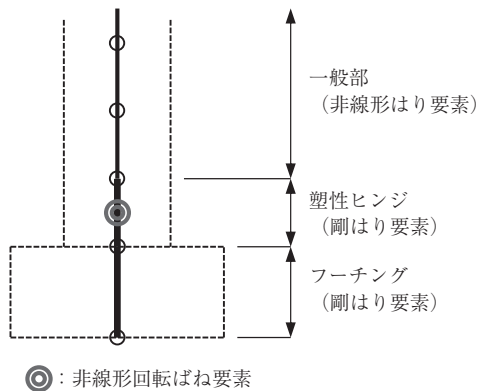 一般部
（非線形はり要素）
塑性ヒンジ
（剛はり要素）
フーチング
（剛はり要素）
：非線形回転ばね要素